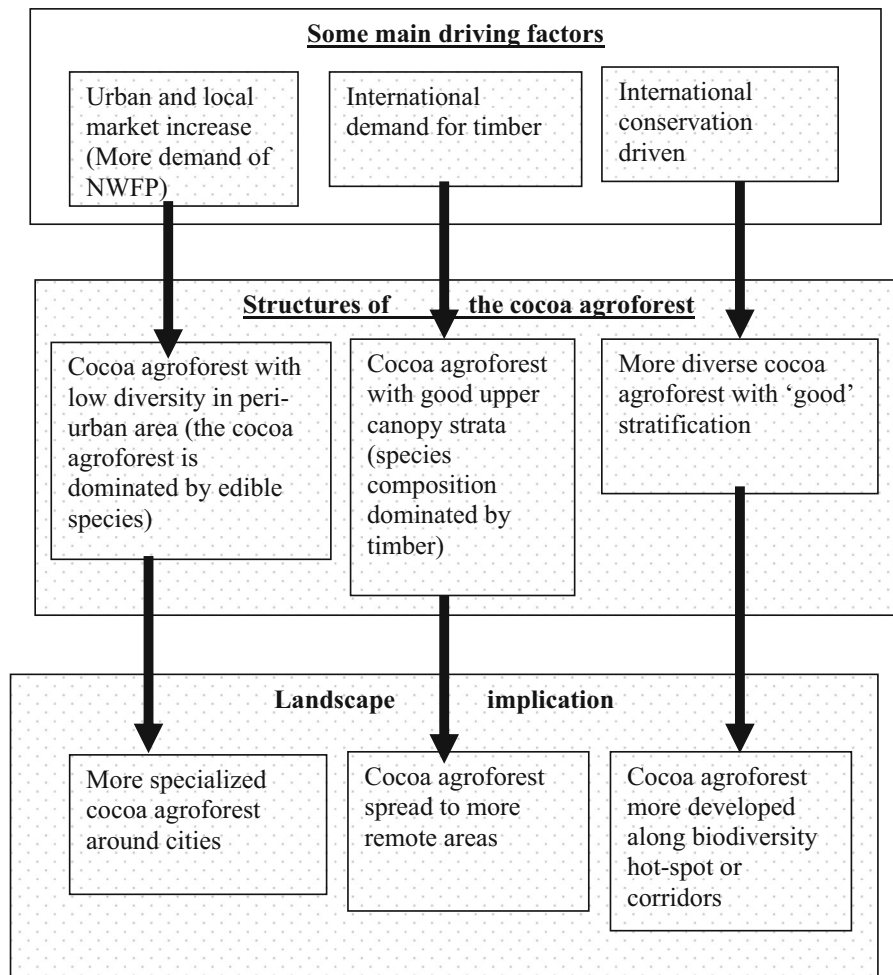 Some main driving factors
Urban and local
market increase
(More demand of
NWFP)
International
demand for timber
International
conservation
driven
Structures of the cocoa agroforest
Cocoa agroforest with
low diversity in peri-
urban area (the cocoa
agroforest is
dominated by edible
species)
Cocoa agroforest
with good upper
canopy strata
(species
composition
dominated by
timber)
More diverse cocoa
agroforest with ‘good’
stratification
Landscape implication
More specialized
cocoa agroforest
around cities
Cocoa agroforest
spread to more
remote areas
Cocoa agroforest
more developed
along biodiversity
hot-spot or
corridors